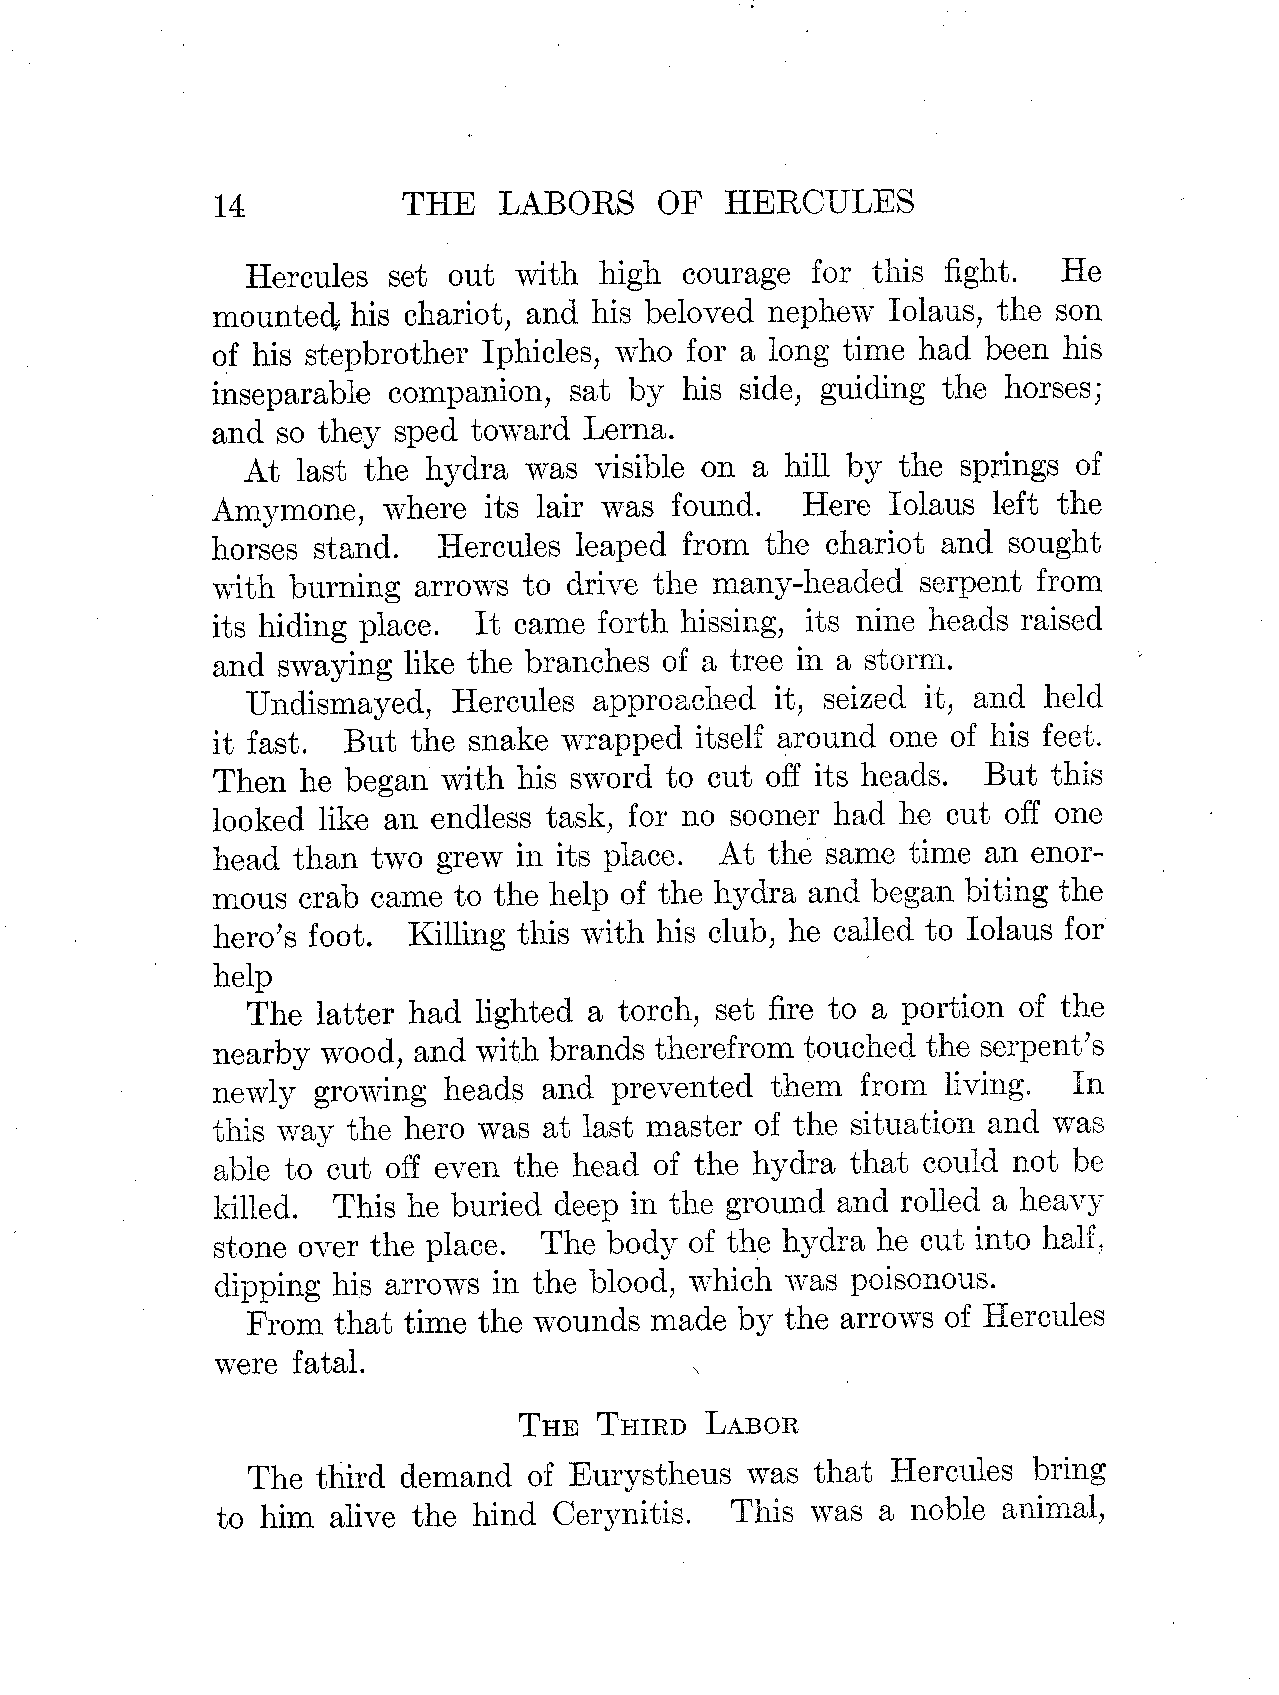 14 THE LABORS OF HERCULES
Hercules set out with high courage for this fight. He
mounted his chariot, and his beloved nephew Iolaus, the son
of his stepbrother Iphicles, who for a long time had been his
inseparable companion, sat by his side, guiding the horses;
and so they sped toward Lerna.
At last the hydra was visible on a hill by the springs of
Amymone, where its lair was found. Here Iolaus left the
horses stand. Hercules leaped from the chariot and sought
with burning arrows to drive the many-headed serpent from
its hiding place. It came forth hissing, its nine heads raised
and swaying like the branches of a tree in a storm.
Undismayed, Hercules approached it, seized it, and held
it fast. But the snake wrapped itself around one of his feet.
Then he began with his sword to cut off its heads. But this
looked like an endless task, for no sooner had he cut off one
head than two grew in its place. At the same time an enor-
mous crab came to the help of the hydra and began biting the
hero's foot. Killing this with his club, he called to Iolaus for
help
The latter had lighted a torch, set fire to a portion of the
nearby wood, and with brands therefrom touched the serpent's
newly growing heads and prevented them from living. In
this way the hero was at last master of the situation and was
able to cut off even the head of the hydra that could not be
killed. This he buried deep in the ground and rolled a heavy
stone over the place. The body of the hydra he cut into half,
dipping his arrows in the blood, which was poisonous.
From that time the wounds made by the arrows of Hercules
were fatal.
THE THIRD LABOR
The third demand of Eurystheus was that Hercules bring
to him alive the hind Cerynitis. This was a noble animal,